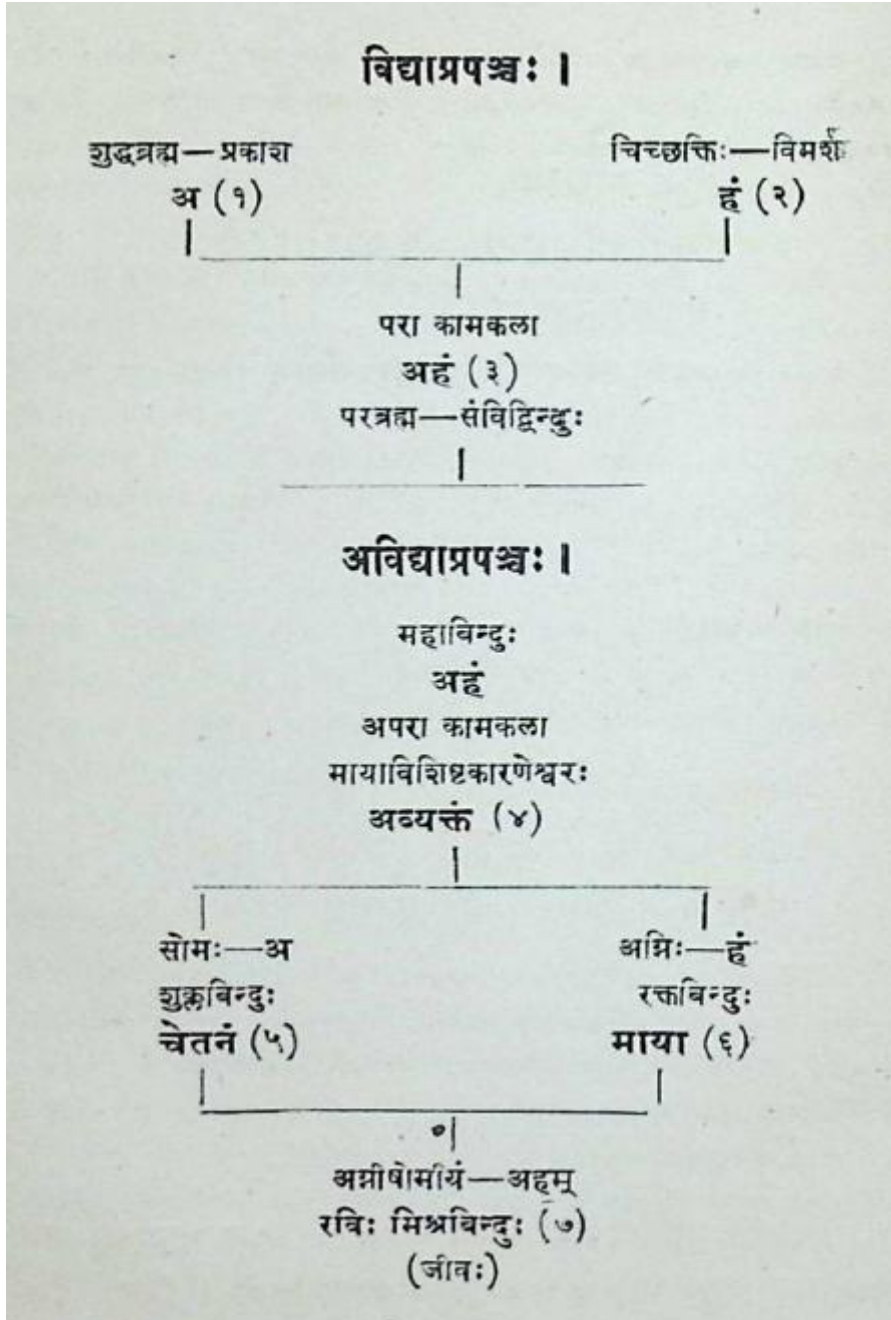 विद्याप्रपञ्चः ।
शुद्धब्रह्म—प्रकाश चिच्छक्तिः—विमर्श
अ (१) हं (२)
परा कामकला
अहं (३)
परब्रह्म—संविद्बिन्दुः
अविद्याप्रपञ्चः ।
महाबिन्दुः
अहं
अपरा कामकला
मायाविशिष्टकारणेश्वरः
अव्यक्तं (४)
सोमः—अ अग्निः—हं
शुक्लबिन्दुः रक्तबिन्दुः
चेतनं (५) माया (६)
अग्नीषोमीयं—अहम्
रविः मिश्रबिन्दुः (७)
(जीवः)